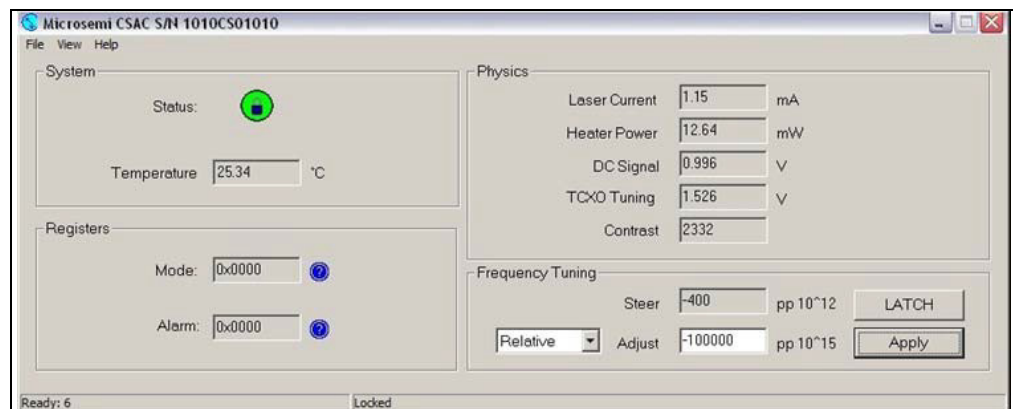 Microsemi CSAC S/N 1010CS01010
File View Help
System
Status:
Temperature 25.34 °C
Registers
Mode: 0x0000 ?
Alarm: 0x0000 ?
Physics
Laser Current 1.15 mA
Heater Power 12.64 mW
DC Signal 0.996 V
TCXO Tuning 1.526 V
Contrast 2332
Frequency Tuning
Steer -400 pp 10^12 LATCH
Relative Adjust -100000 pp 10^15 Apply
Ready: 6 Locked